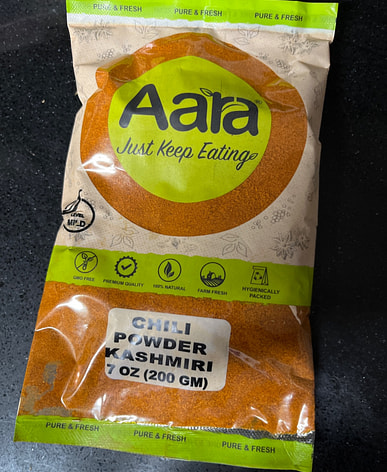 PURE & FRESH PURE & FRESH PURE & FRESH
Aara
Just Keep Eating
LEVEL
MILD
GMO FREE PREMIUM QUALITY 100% NATURAL FARM FRESH HYGIENICALLY PACKED
CHILI
POWDER
KASHMIRI
7 OZ (200 GM)
PURE & FRESH PURE & FRESH PURE & FRESH